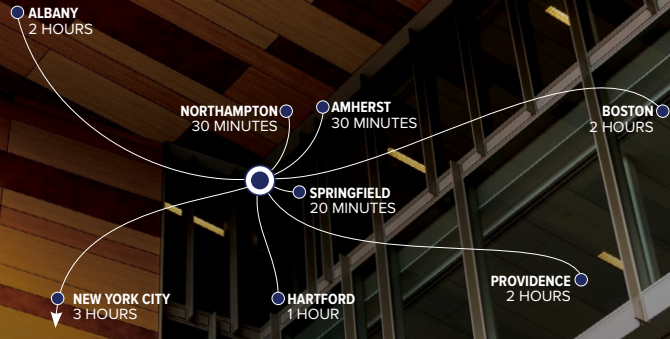 ALBANY
2 HOURS
NORTHAMPTON
30 MINUTES
AMHERST
30 MINUTES
BOSTON
2 HOURS
SPRINGFIELD
20 MINUTES
PROVIDENCE
2 HOURS
NEW YORK CITY
3 HOURS
HARTFORD
1 HOUR